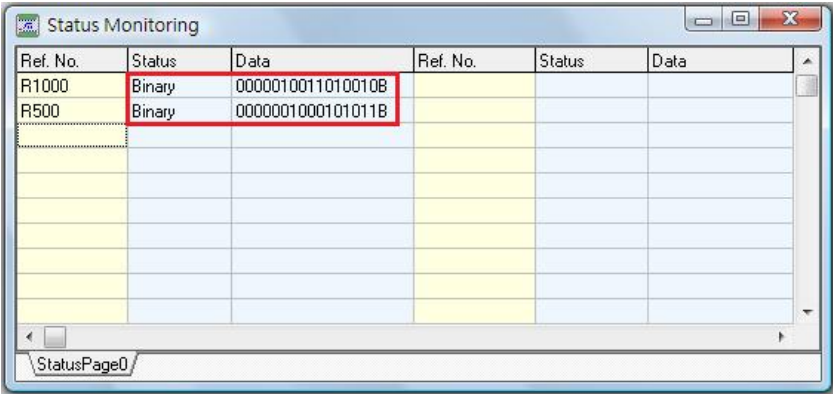 Status Monitoring
Ref. No. Status Data Ref. No. Status Data
R1000 Binary 0000010011010010B
R500 Binary 0000001000101011B
StatusPage0